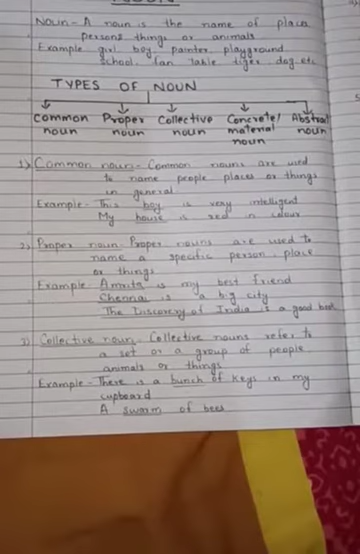 NOUN
Noun - A noun is the name of places
persons things or animals
Example girl boy, painter, playground
school, fan table tiger, dog, etc
TYPES OF NOUN
Common noun
Proper noun
Collective noun
Concrete/ material noun
Abstract noun
1) Common noun - Common nouns are used
to name people places or things
in general
Example - This boy is very intelligent
My house is red in colour
2) Proper noun Proper nouns are used to
name a specific person, place
or things
Example Amrita is my best friend
Chennai is a big city
The Discovery of India is a good book
3) Collective noun. Collective nouns refer to
a set or a group of people
animals or things
Example - There is a bunch of keys in my
cupboard
A swarm of bees